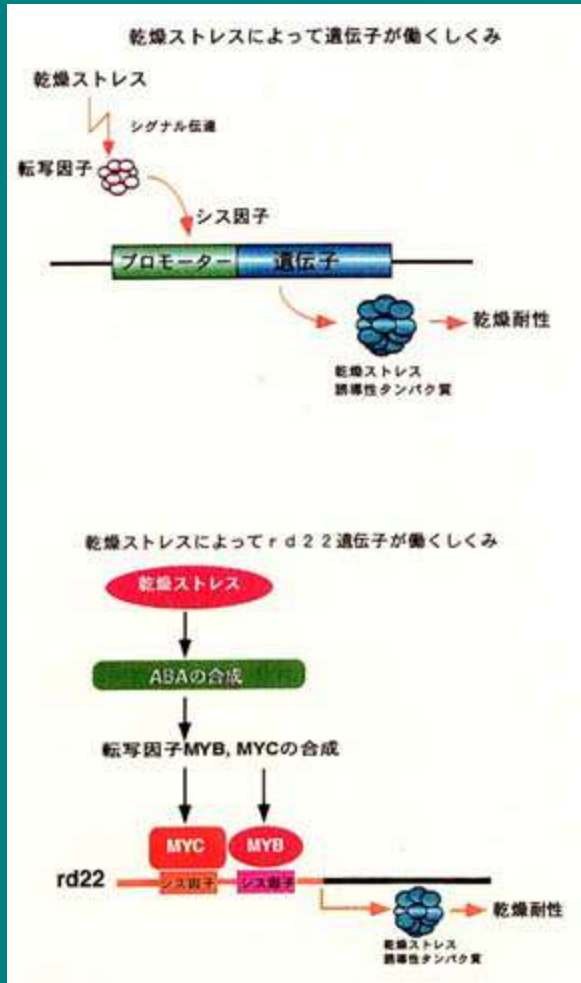 乾燥ストレスによって遺伝子が働くしくみ
乾燥ストレス
シグナル伝達
転写因子
シス因子
プロモーター
遺伝子
乾燥耐性
乾燥ストレス
誘導性タンパク質
乾燥ストレスによってrd22遺伝子が働くしくみ
乾燥ストレス
ABAの合成
転写因子MYB, MYCの合成
MYC
MYB
rd22
シス因子
シス因子
乾燥耐性
乾燥ストレス
誘導性タンパク質